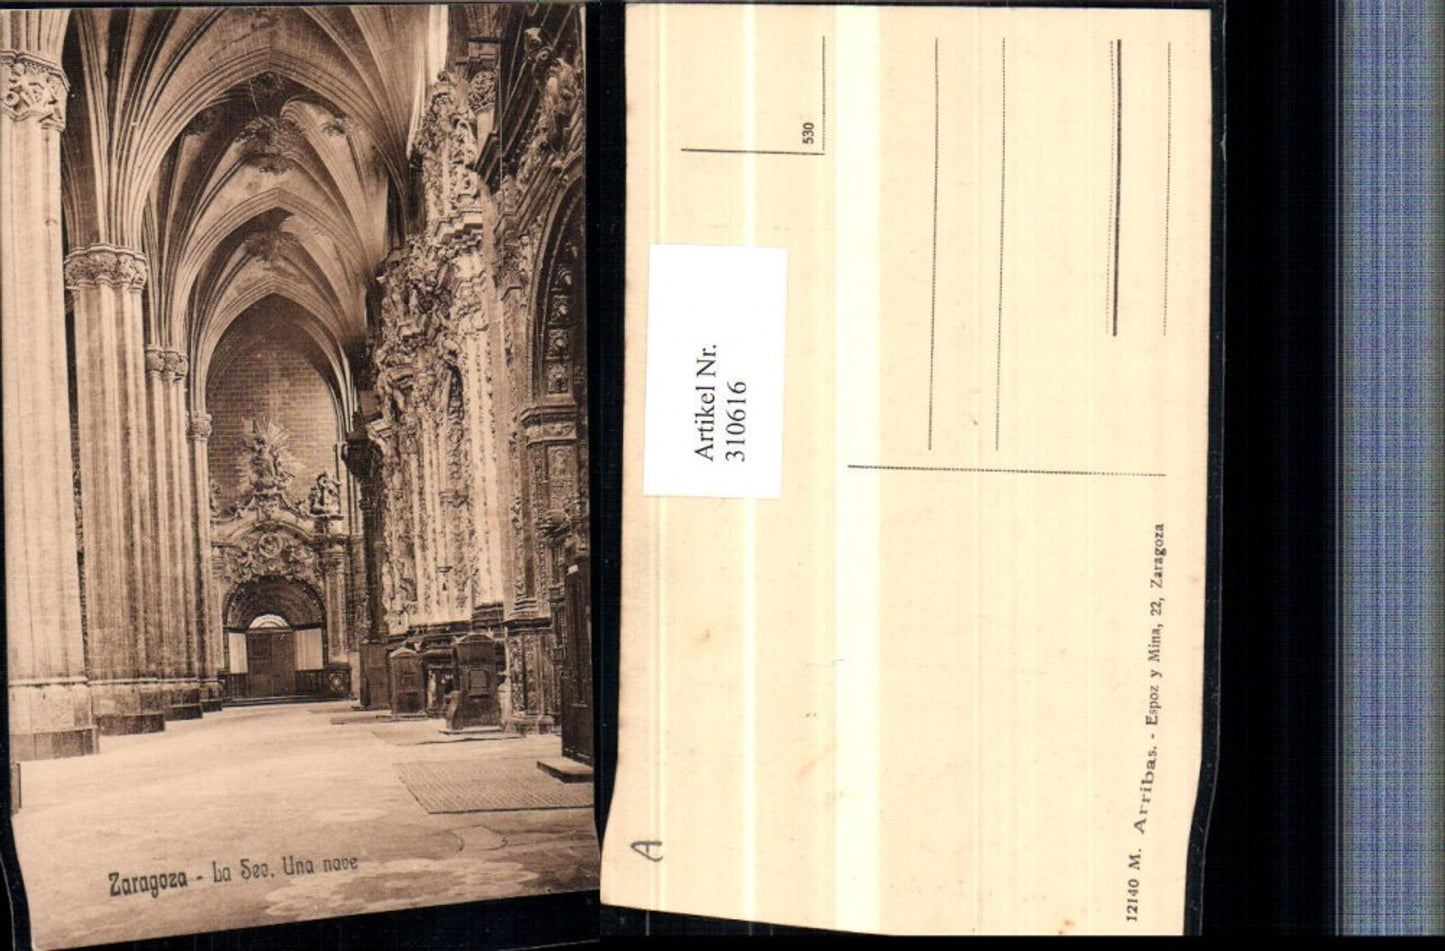 Zaragoza - La Seo. Una nave
530
Artikel Nr.
310616
A
12140 M. Arribas. - Espoz y Mina, 22, Zaragoza